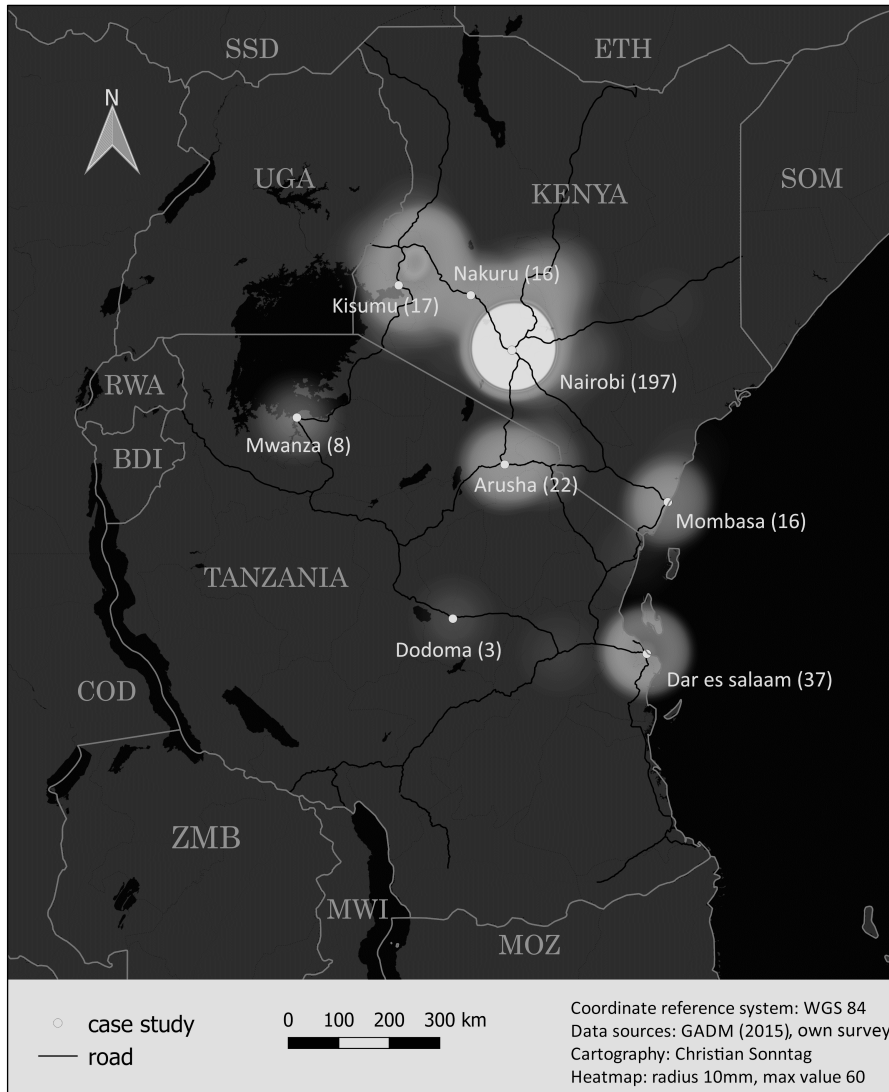 SSD
ETH
N
UGA
KENYA
SOM
Nakuru (16)
Kisumu (17)
Nairobi (197)
RWA
Mwanza (8)
BDI
Arusha (22)
Mombasa (16)
TANZANIA
Dodoma (3)
Dar es salaam (37)
COD
ZMB
MWI
MOZ
case study
road
0 100 200 300 km
Coordinate reference system: WGS 84
Data sources: GADM (2015), own survey
Cartography: Christian Sonntag
Heatmap: radius 10mm, max value 60